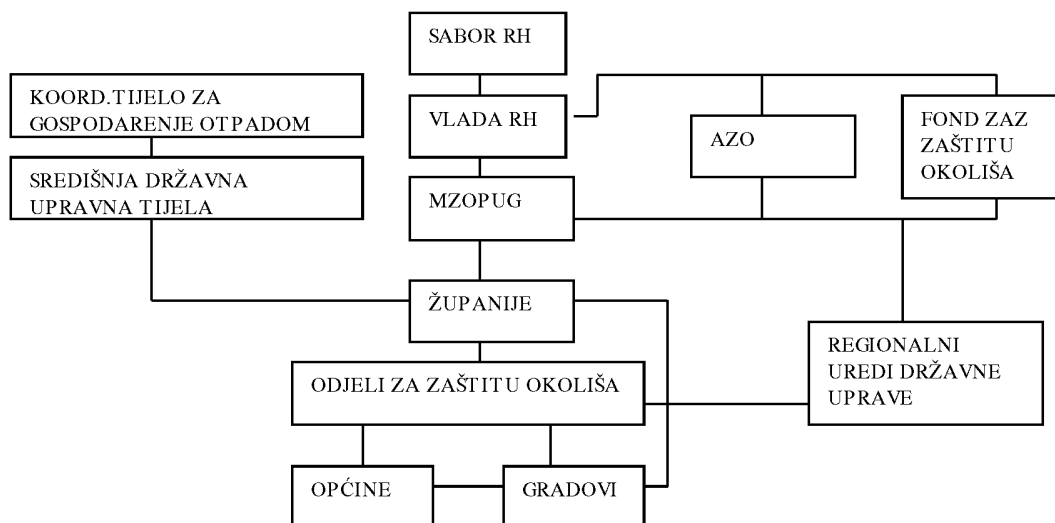 SABOR RH
KOORD.TIJELO ZA
GOSPODARENJE OTPADOM
VLADA RH
AZO
FOND ZAZ
ZAŠTITU
OKOLIŠA
SREDIŠNJA DRŽAVNA
UPRAVNA TIJELA
MZOPUG
ŽUPANIJE
REGIONALNI
UREDI DRŽAVNE
UPRAVE
ODJELI ZA ZAŠTITU OKOLIŠA
OPĆINE
GRADOVI